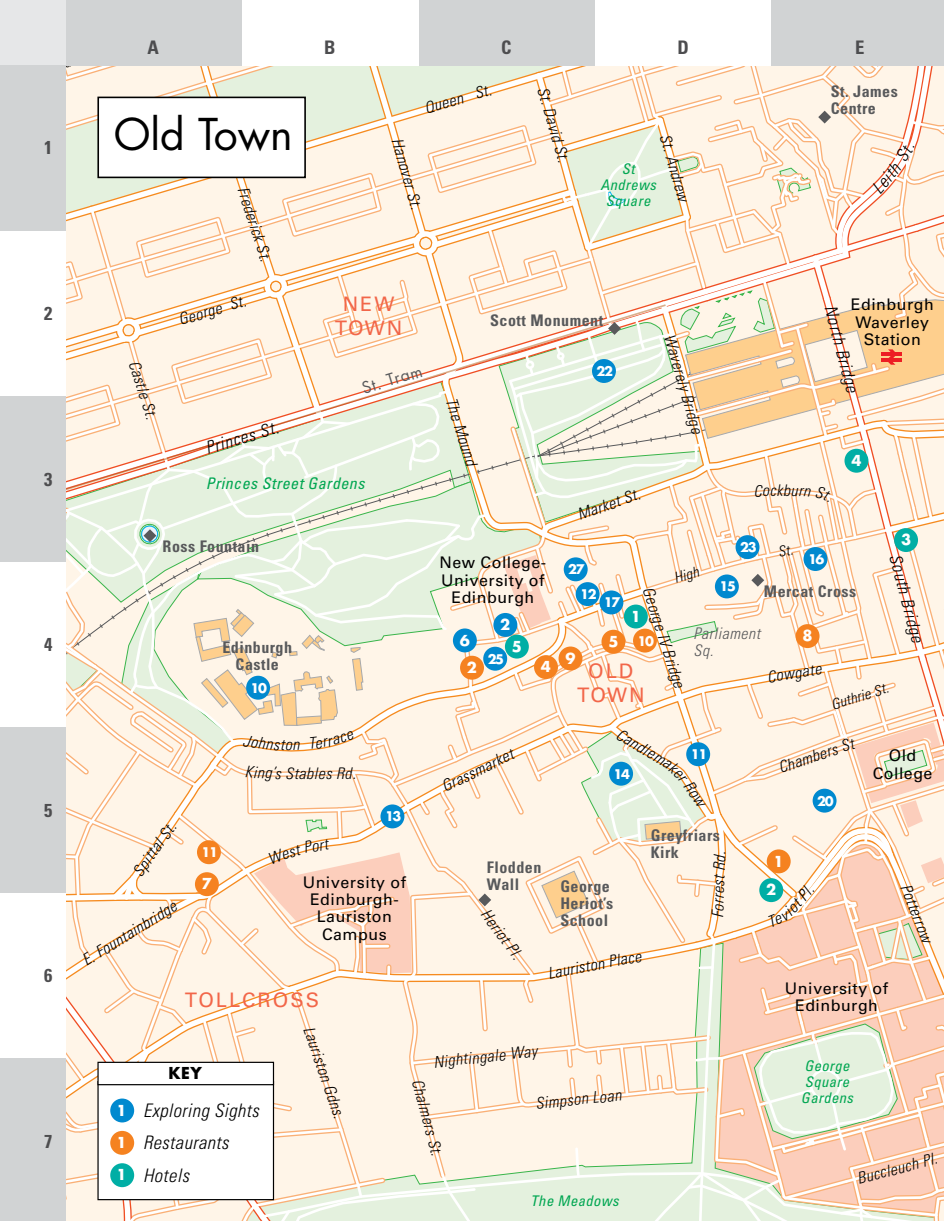 A B C D E
1
2
3
4
5
6
7
Old Town
Queen St.
St. David St.
St. James
Centre
Hanover St.
St. Andrew
St
Andrews
Square
Leith St.
Frederick St.
George St.
NEW
TOWN
Scott Monument
Edinburgh
Waverley
Station
North Bridge
22
Waverely Bridge
Castle St.
St. Tram
Princes St.
The Mound
4
Princes Street Gardens
Cockburn St.
Market St.
Ross Fountain
23
St.
16
3
New College-
University of
Edinburgh
27
High
15
Mercat Cross
South Bridge
12
17
1
George IV Bridge
2
6
5
5
10
Parliament
Sq.
8
Edinburgh
Castle
10
2
25
4
9
OLD
TOWN
Cowgate
Guthrie St.
Johnston Terrace
King's Stables Rd.
Grassmarket
Candlemaker Row
11
Chambers St
Old
College
14
20
13
Spittal St.
11
7
West Port
Greyfriars
Kirk
1
2
Flodden
Wall
George
Heriot's
School
Forrest Rd.
Teviot Pl.
Potterrow
University of
Edinburgh-
Lauriston
Campus
Heriot Pl.
E. Fountainbridge
Lauriston Place
TOLLCROSS
University of
Edinburgh
Lauriston Gdns.
Nightingale Way
Chalmers St.
Simpson Loan
George
Square
Gardens
KEY
1 Exploring Sights
1 Restaurants
1 Hotels
Buccleuch Pl.
The Meadows